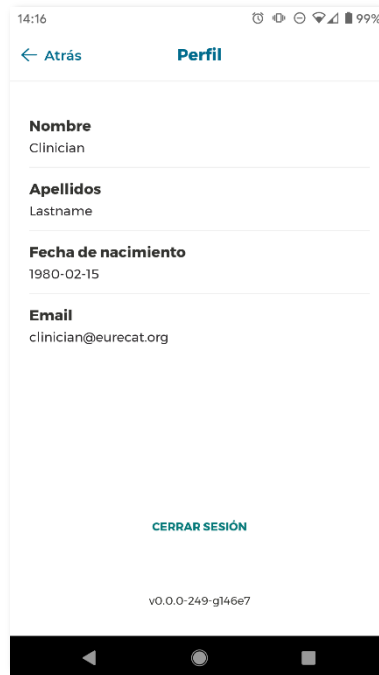 14:16
99%
Atrás
Perfil
Nombre
Clinician
Apellidos
Lastname
Fecha de nacimiento
1980-02-15
Email
clinician@eurecat.org
CERRAR SESIÓN
v0.0.0-249-g146e7